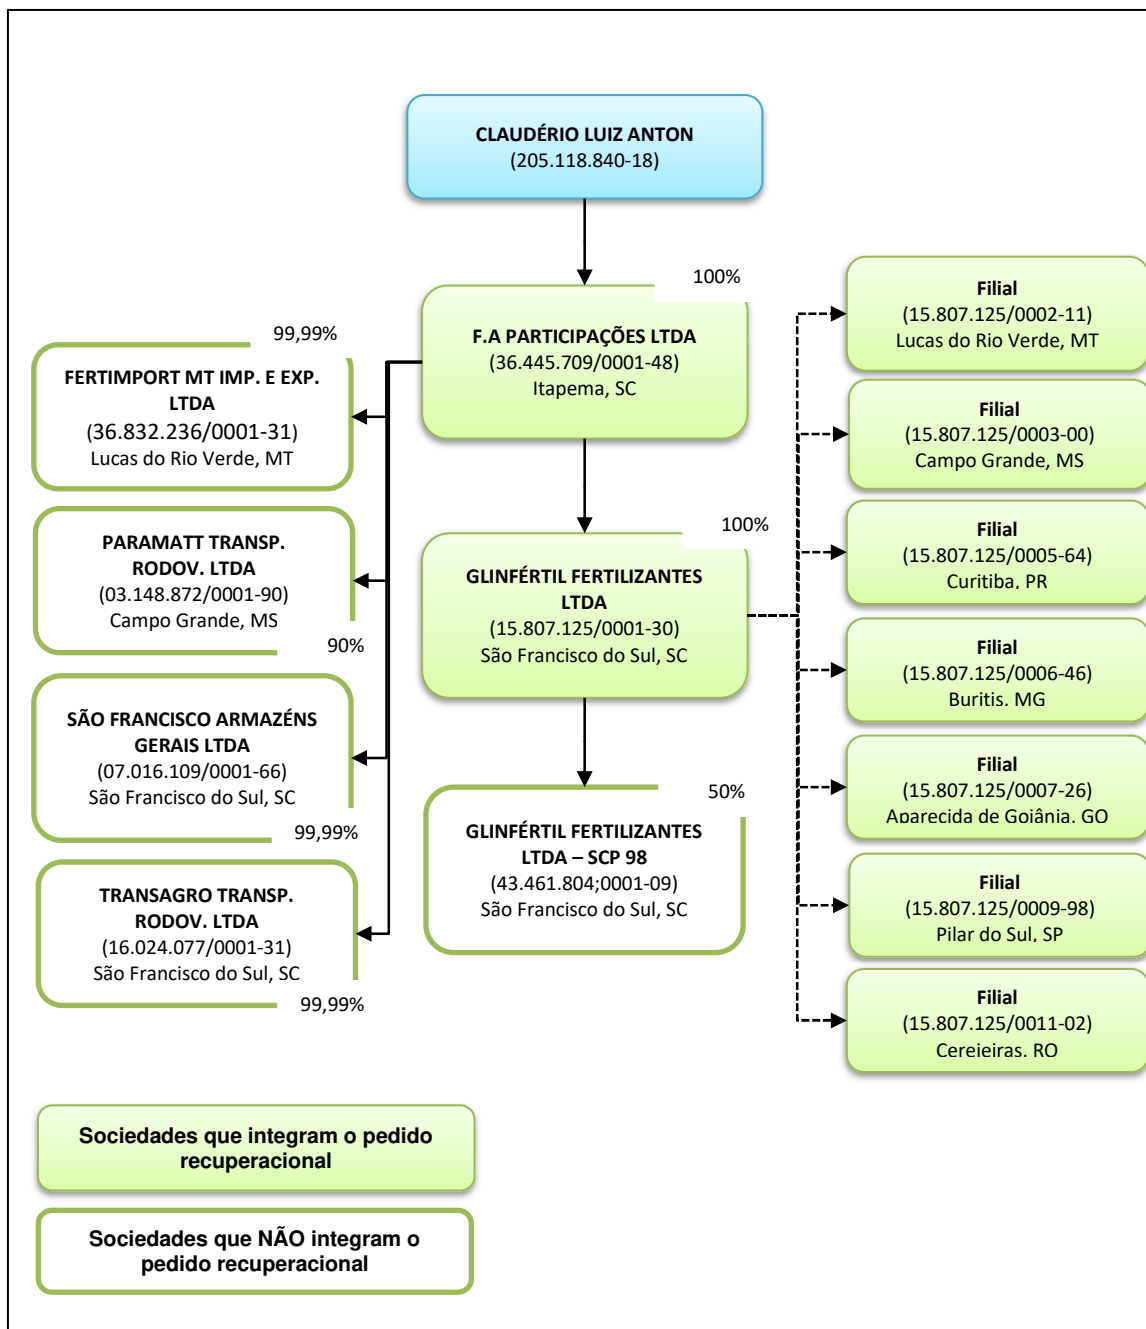 CLAUDÉRIO LUIZ ANTON
(205.118.840-18)
100%
F.A PARTICIPAÇÕES LTDA
(36.445.709/0001-48)
Itapema, SC
99,99%
FERTIMPORT MT IMP. E EXP.
LTDA
(36.832.236/0001-31)
Lucas do Rio Verde, MT
PARAMATT TRANSP.
RODOV. LTDA
(03.148.872/0001-90)
Campo Grande, MS
90%
SÃO FRANCISCO ARMAZÉNS
GERAIS LTDA
(07.016.109/0001-66)
São Francisco do Sul, SC
99,99%
TRANSAGRO TRANSP.
RODOV. LTDA
(16.024.077/0001-31)
São Francisco do Sul, SC
99,99%
100%
GLINFÉRTIL FERTILIZANTES
LTDA
(15.807.125/0001-30)
São Francisco do Sul, SC
50%
GLINFÉRTIL FERTILIZANTES
LTDA – SCP 98
(43.461.804;0001-09)
São Francisco do Sul, SC
Filial
(15.807.125/0002-11)
Lucas do Rio Verde, MT
Filial
(15.807.125/0003-00)
Campo Grande, MS
Filial
(15.807.125/0005-64)
Curitiba, PR
Filial
(15.807.125/0006-46)
Buritis, MG
Filial
(15.807.125/0007-26)
Aparecida de Goiânia, GO
Filial
(15.807.125/0009-98)
Pilar do Sul, SP
Filial
(15.807.125/0011-02)
Cerejeiras, RO
Sociedades que integram o pedido
recuperacional
Sociedades que NÃO integram o
pedido recuperacional